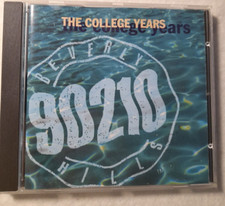 THE COLLEGE YEARS
the college years
BEVERLY
90210
HILLS